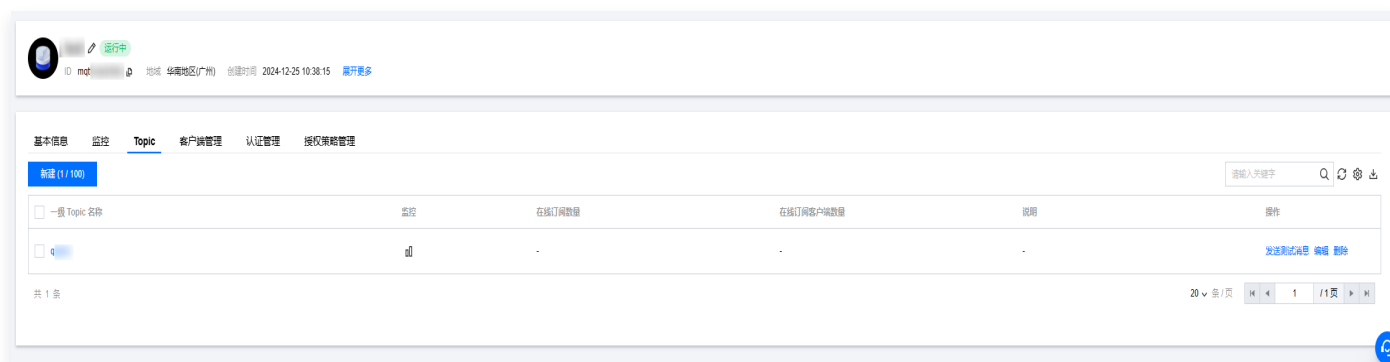 运行中
ID mqt 地域 华南地区(广州) 创建时间 2024-12-25 10:38:15 展开更多
基本信息 监控 Topic 客户端管理 认证管理 授权策略管理
新建 (1 / 100) 请输入关键字
一级 Topic 名称 监控 在线订阅数量 在线订阅客户端数量 说明 操作
q - - - 发送测试消息 编辑 删除
共 1 条 20 条 / 页 1 / 1 页